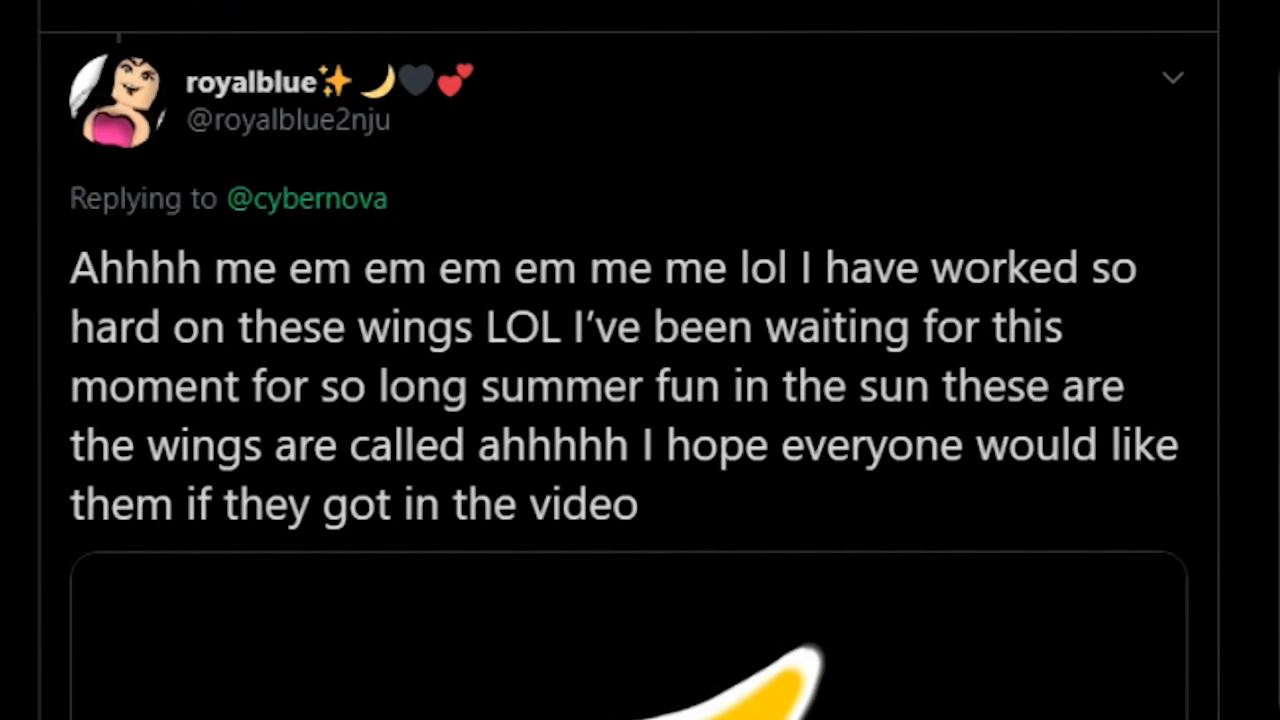 royalblue✨🌙🖤💕
@royalblue2nju
Replying to @cybernova
Ahhhh me em em em em me me lol I have worked so
hard on these wings LOL I’ve been waiting for this
moment for so long summer fun in the sun these are
the wings are called ahhhhh I hope everyone would like
them if they got in the video